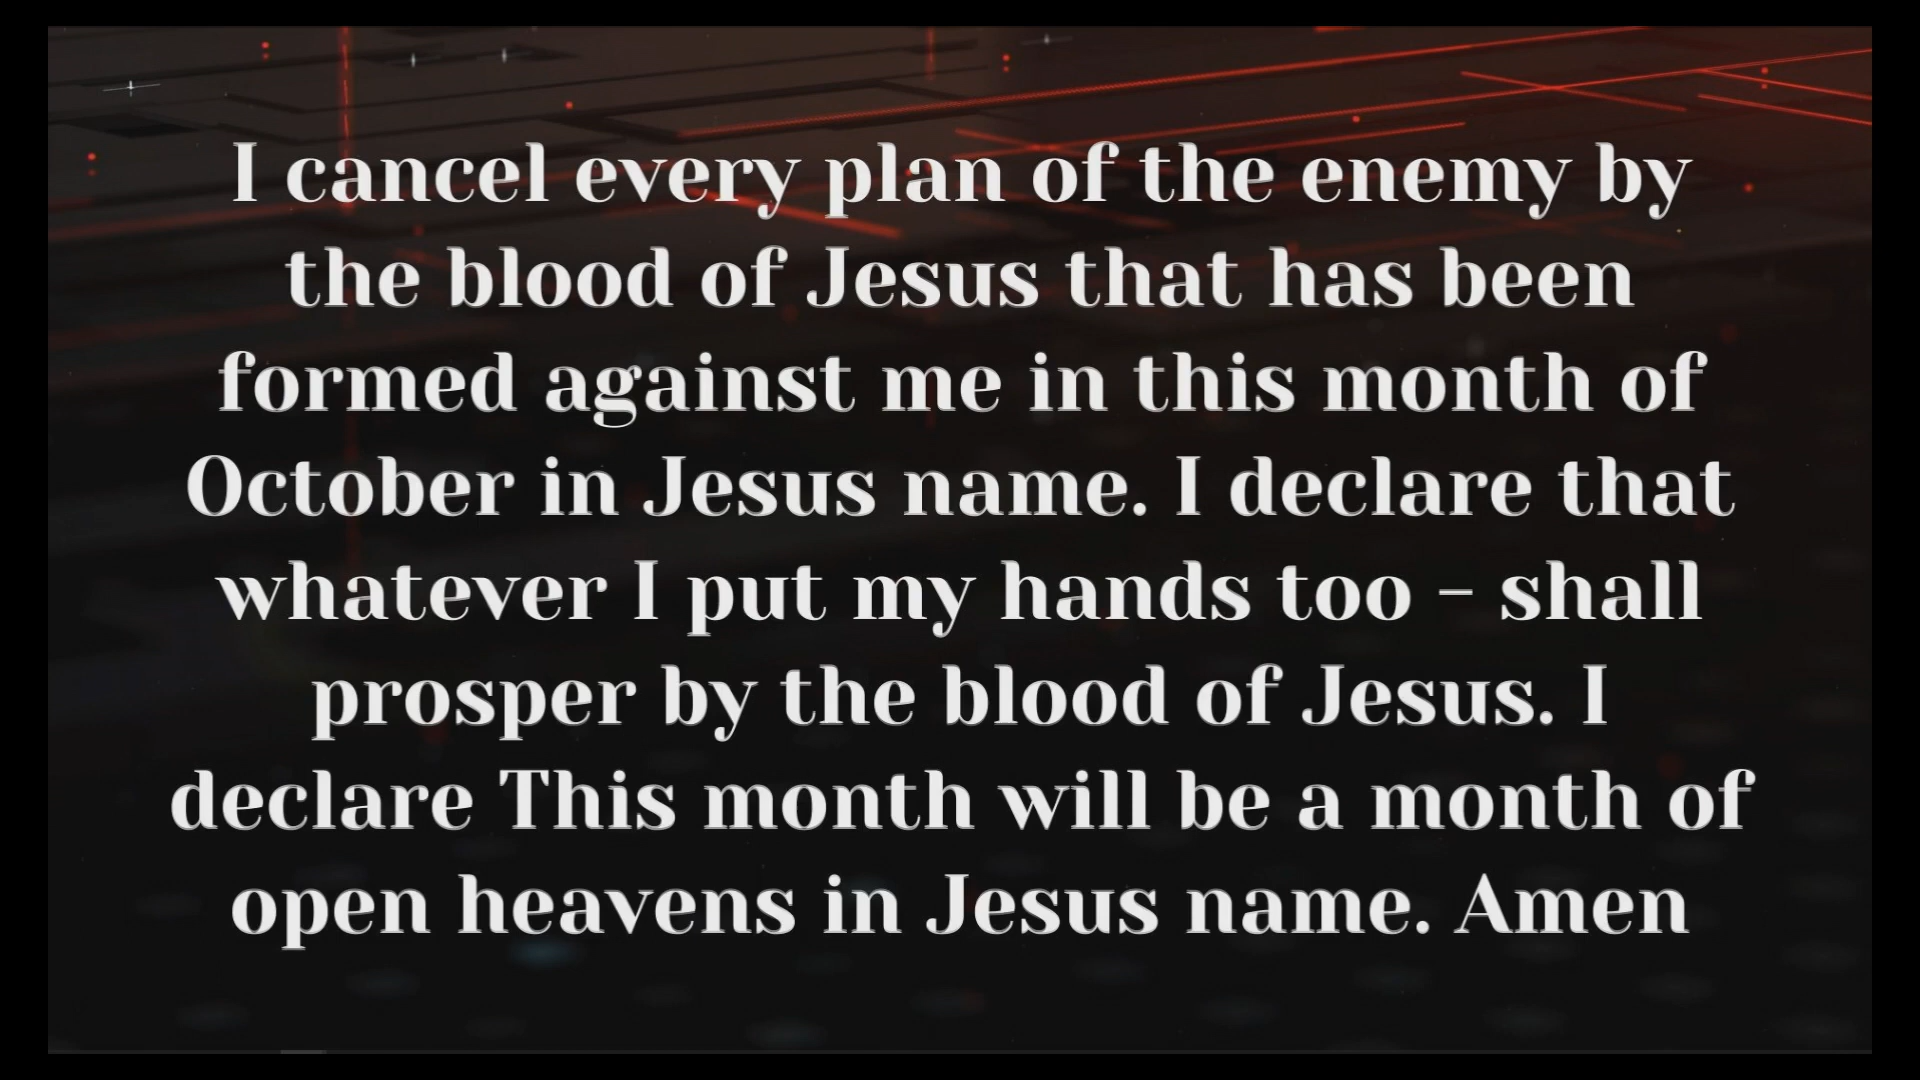 I cancel every plan of the enemy by
the blood of Jesus that has been
formed against me in this month of
October in Jesus name. I declare that
whatever I put my hands too - shall
prosper by the blood of Jesus. I
declare This month will be a month of
open heavens in Jesus name. Amen